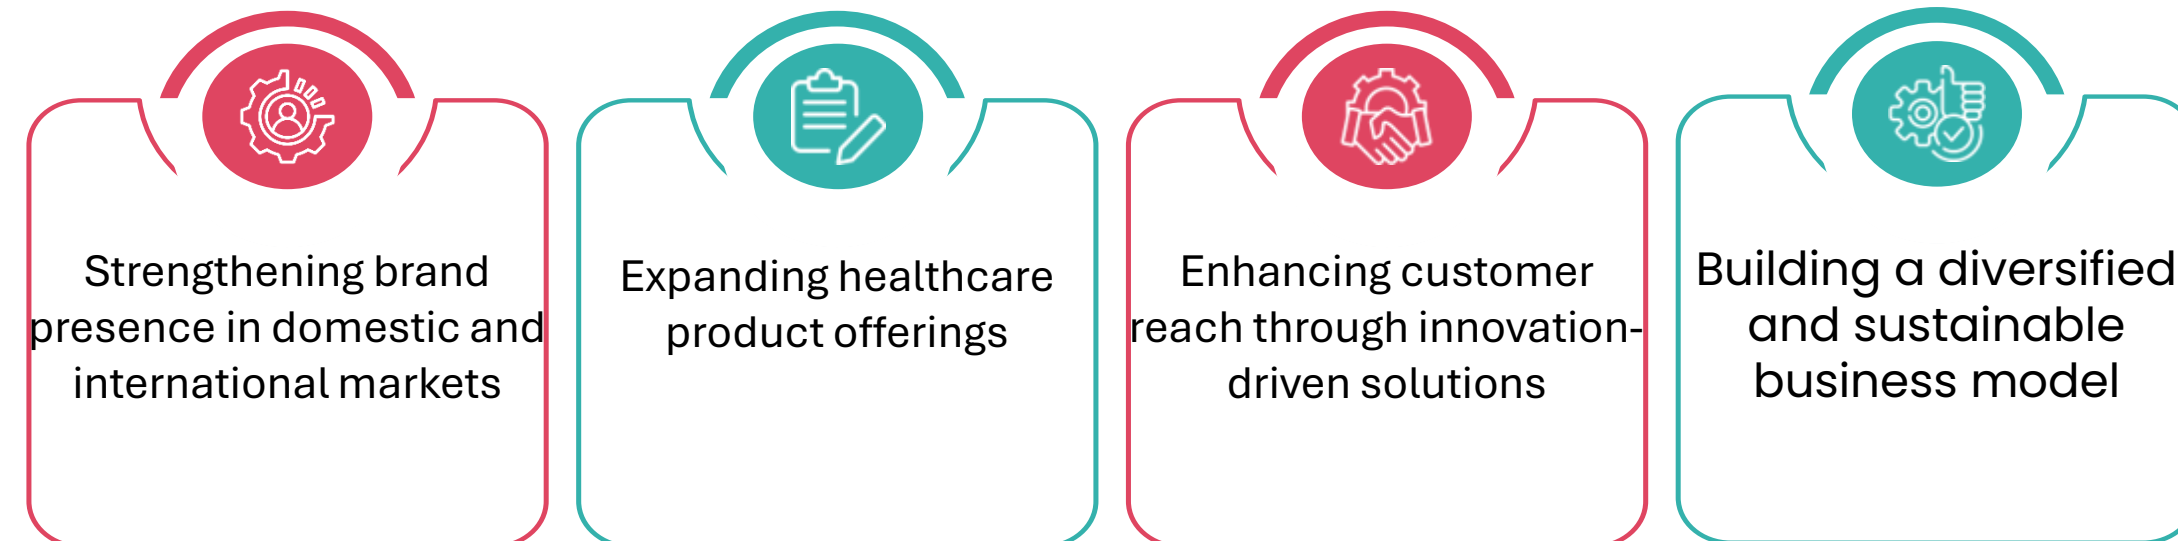 Strengthening brand
presence in domestic and
international markets
Expanding healthcare
product offerings
Enhancing customer
reach through innovation-
driven solutions
Building a diversified
and sustainable
business model